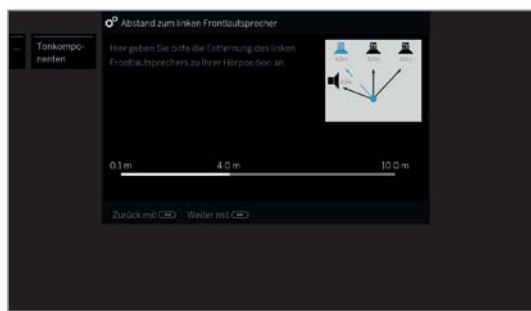 Abstand zum linken Frontlautsprecher
...
Tonkompo-
nenten
Hier geben Sie bitte die Entfernung des linken
Frontlautsprechers zu Ihrer Hörposition an.
0.1 m 4.0 m 10.0 m
Zurück mit Weiter mit